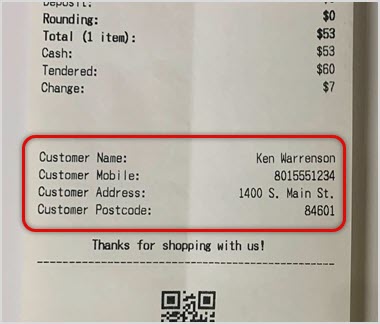 Deposit:
Rounding: $0
Total (1 item): $53
Cash: $53
Tendered: $60
Change: $7
Customer Name: Ken Warrenson
Customer Mobile: 8015551234
Customer Address: 1400 S. Main St.
Customer Postcode: 84601
Thanks for shopping with us!